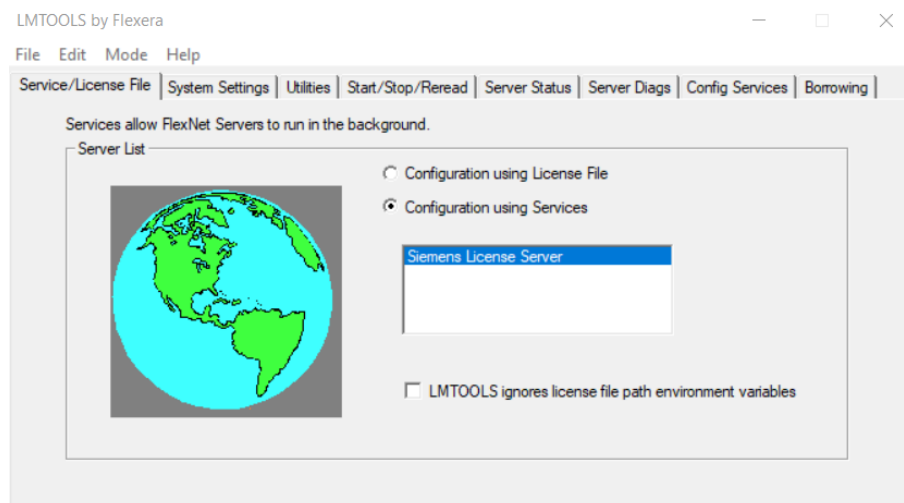 LMTOOLS by Flexera
File Edit Mode Help
Service/License File System Settings Utilities Start/Stop/Reread Server Status Server Diags Config Services Borrowing
Services allow FlexNet Servers to run in the background.
Server List
Configuration using License File
Configuration using Services
Siemens License Server
LMTOOLS ignores license file path environment variables